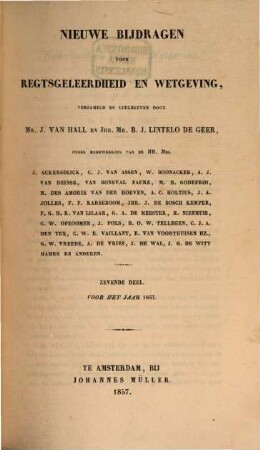 NIEUWE BIJDRAGEN
VOOR
REGTSGELEERDHEID EN WETGEVING,
VERZAMELD EN UITGEGEVEN DOOR
MR. J. VAN HALL EN JHR. MR. B. J. LINTELO DE GEER,
ONDER MEDEWERKING VAN DE HH. MRS.
J. ACKERSDIJCK, C. J. VAN ASSEN, W. BOONACKER, A. J.
VAN DEINSE, VAN BONEVAL FAURE, M. H. GODEFROI,
M. DES AMORIE VAN DER HOEVEN, A. C. HOLTIUS, J. A.
JOLLES, F. F. KARSEBOOM, JHR. J. DE BOSCH KEMPER,
F. G. H. R. VAN LILAAR, G. A. DE MEESTER, H. NIENHUIS,
C. W. OPZOOMER, J. POLS, B. D. H. TELLEGEN, C. J. A.
DEN TEX, C. W. E. VAILLANT, E. VAN VOORTHUISEN HZ.,
G. W. VREEDE, A. DE VRIES, J. DE WAL, J. G. DE WITT
HAMER EN ANDEREN.
ZEVENDE DEEL.
VOOR HET JAAR 1857.
TE AMSTERDAM, BIJ
JOHANNES MÜLLER.
1857.